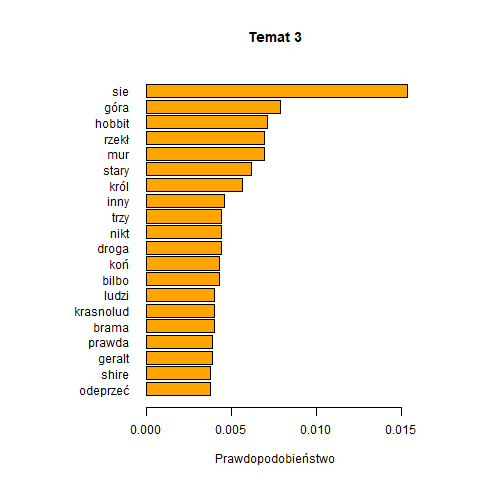 Temat 3
sie
góra
hobbit
rzekł
mur
stary
król
inny
trzy
nikt
droga
koń
bilbo
ludzi
krasnolud
brama
prawda
geralt
shire
odeprzeć
0.000 0.005 0.010 0.015
Prawdopodobieństwo